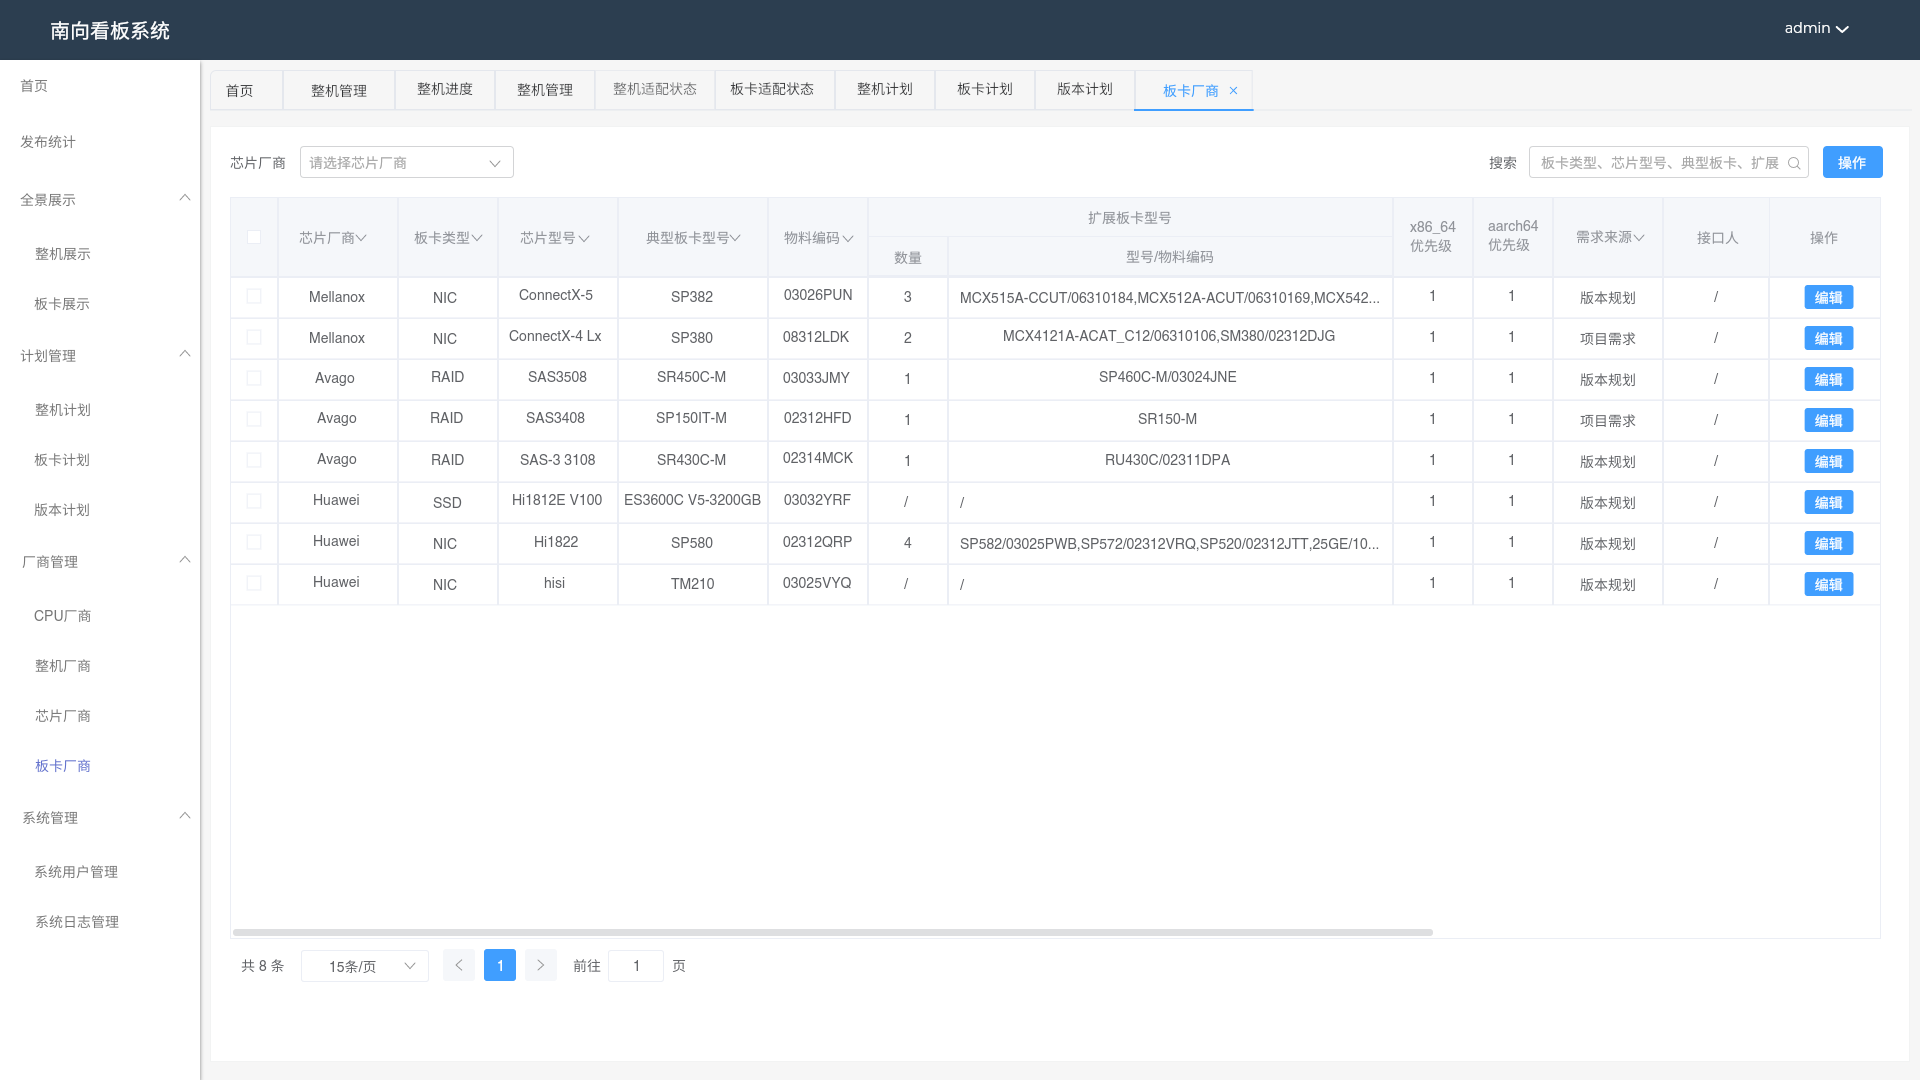 南向看板系统
admin
首页
发布统计
全景展示
整机展示
板卡展示
计划管理
整机计划
板卡计划
版本计划
厂商管理
CPU厂商
整机厂商
芯片厂商
板卡厂商
系统管理
系统用户管理
系统日志管理
首页 整机管理 整机进度 整机管理 整机适配状态 板卡适配状态 整机计划 板卡计划 版本计划 板卡厂商 ×
芯片厂商 请选择芯片厂商 搜索 板卡类型、芯片型号、典型板卡、扩展 操作
芯片厂商 板卡类型 芯片型号 典型板卡型号 物料编码 扩展板卡型号 x86_64 优先级 aarch64 优先级 需求来源 接口人 操作
数量 型号/物料编码
Mellanox NIC ConnectX-5 SP382 03026PUN 3 MCX515A-CCUT/06310184,MCX512A-ACUT/06310169,MCX542... 1 1 版本规划 / 编辑
Mellanox NIC ConnectX-4 Lx SP380 08312LDK 2 MCX4121A-ACAT_C12/06310106,SM380/02312DJG 1 1 项目需求 / 编辑
Avago RAID SAS3508 SR450C-M 03033JMY 1 SP460C-M/03024JNE 1 1 版本规划 / 编辑
Avago RAID SAS3408 SP150IT-M 02312HFD 1 SR150-M 1 1 项目需求 / 编辑
Avago RAID SAS-3 3108 SR430C-M 02314MCK 1 RU430C/02311DPA 1 1 版本规划 / 编辑
Huawei SSD Hi1812E V100 ES3600C V5-3200GB 03032YRF / / 1 1 版本规划 / 编辑
Huawei NIC Hi1822 SP580 02312QRP 4 SP582/03025PWB,SP572/02312VRQ,SP520/02312JTT,25GE/10... 1 1 版本规划 / 编辑
Huawei NIC hisi TM210 03025VYQ / / 1 1 版本规划 / 编辑
共 8 条 15条/页 1 前往 1 页